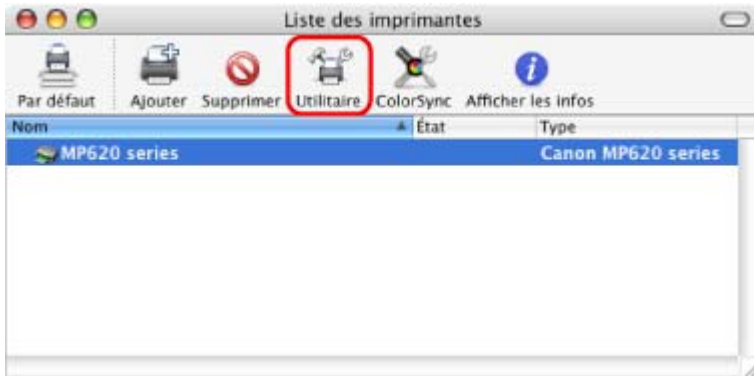 Liste des imprimantes
Par défaut Ajouter Supprimer Utilitaire ColorSync Afficher les infos
Nom État Type
MP620 series Canon MP620 series